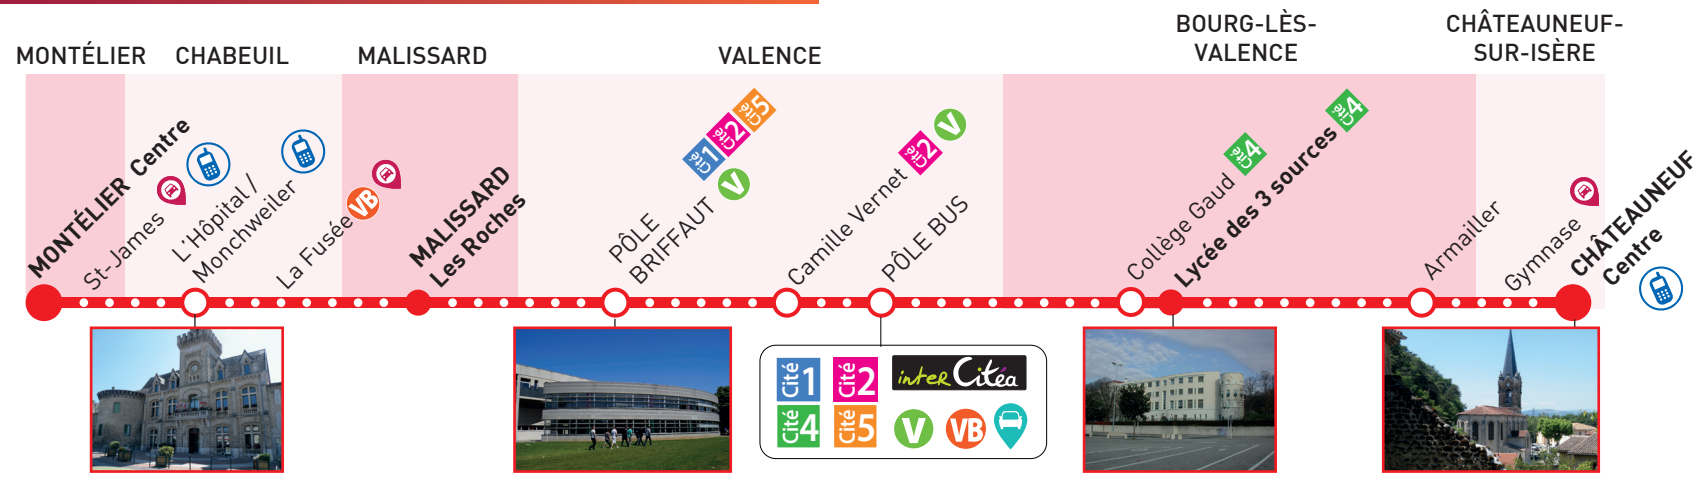 MONTÉLIER
CHABEUIL
MALISSARD
VALENCE
BOURG-LÈS-
VALENCE
CHÂTEAUNEUF-
SUR-ISÈRE
MONTÉLIER Centre
St-James
L'Hôpital /
Monchweiler
La Fusée
VB
MALISSARD
Les Roches
PÔLE
BRIFFAUT
Cité 1
Cité 2
Cité 5
V
Camille Vernet
Cité 2
V
PÔLE BUS
Collège Gaud
Cité 4
Lycée des 3 sources
Cité 4
Armailler
Gymnase
CHÂTEAUNEUF
Centre
Cité 1
Cité 2
inter Citéa
Cité 4
Cité 5
V
VB